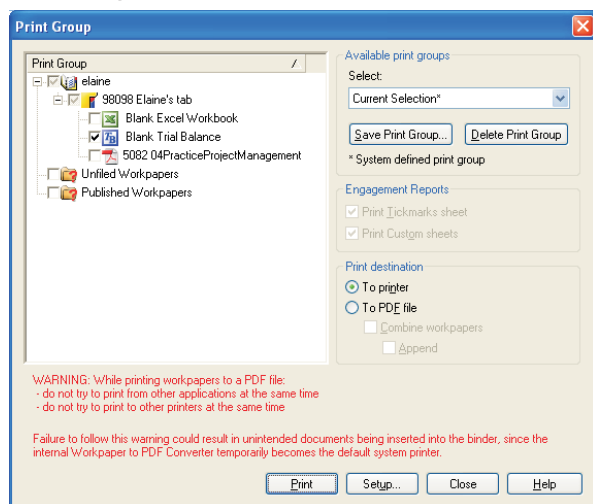 Print Group
Print Group /
elaine
98098 Elaine's tab
Blank Excel Workbook
Blank Trial Balance
5082 04PracticeProjectManagement
Unfiled Workpapers
Published Workpapers
Available print groups
Select:
Current Selection*
Save Print Group...
Delete Print Group
* System defined print group
Engagement Reports
Print Tickmarks sheet
Print Custom sheets
Print destination
To printer
To PDF file
Combine workpapers
Append
WARNING: While printing workpapers to a PDF file:
- do not try to print from other applications at the same time
- do not try to print to other printers at the same time
Failure to follow this warning could result in unintended documents being inserted into the binder, since the
internal Workpaper to PDF Converter temporarily becomes the default system printer.
Print
Setup...
Close
Help